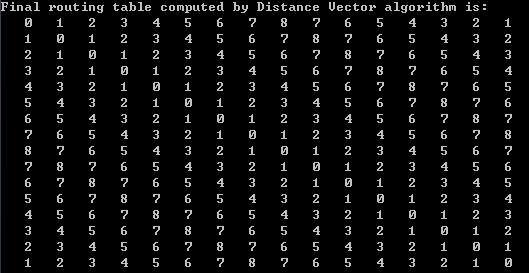 Final routing table computed by Distance Vector algorithm is:
0 1 2 3 4 5 6 7 8 7 6 5 4 3 2 1
1 0 1 2 3 4 5 6 7 8 7 6 5 4 3 2
2 1 0 1 2 3 4 5 6 7 8 7 6 5 4 3
3 2 1 0 1 2 3 4 5 6 7 8 7 6 5 4
4 3 2 1 0 1 2 3 4 5 6 7 8 7 6 5
5 4 3 2 1 0 1 2 3 4 5 6 7 8 7 6
6 5 4 3 2 1 0 1 2 3 4 5 6 7 8 7
7 6 5 4 3 2 1 0 1 2 3 4 5 6 7 8
8 7 6 5 4 3 2 1 0 1 2 3 4 5 6 7
7 8 7 6 5 4 3 2 1 0 1 2 3 4 5 6
6 7 8 7 6 5 4 3 2 1 0 1 2 3 4 5
5 6 7 8 7 6 5 4 3 2 1 0 1 2 3 4
4 5 6 7 8 7 6 5 4 3 2 1 0 1 2 3
3 4 5 6 7 8 7 6 5 4 3 2 1 0 1 2
2 3 4 5 6 7 8 7 6 5 4 3 2 1 0 1
1 2 3 4 5 6 7 8 7 6 5 4 3 2 1 0